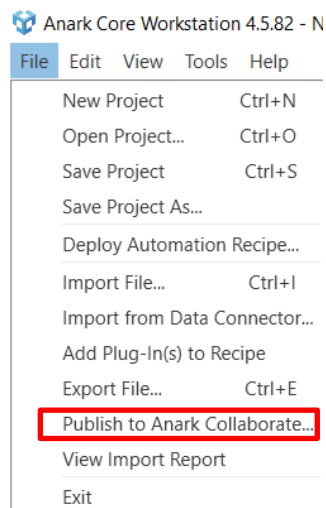 Anark Core Workstation 4.5.82 - N
File Edit View Tools Help
New Project Ctrl+N
Open Project... Ctrl+O
Save Project Ctrl+S
Save Project As...
Deploy Automation Recipe...
Import File... Ctrl+I
Import from Data Connector...
Add Plug-In(s) to Recipe
Export File... Ctrl+E
Publish to Anark Collaborate...
View Import Report
Exit